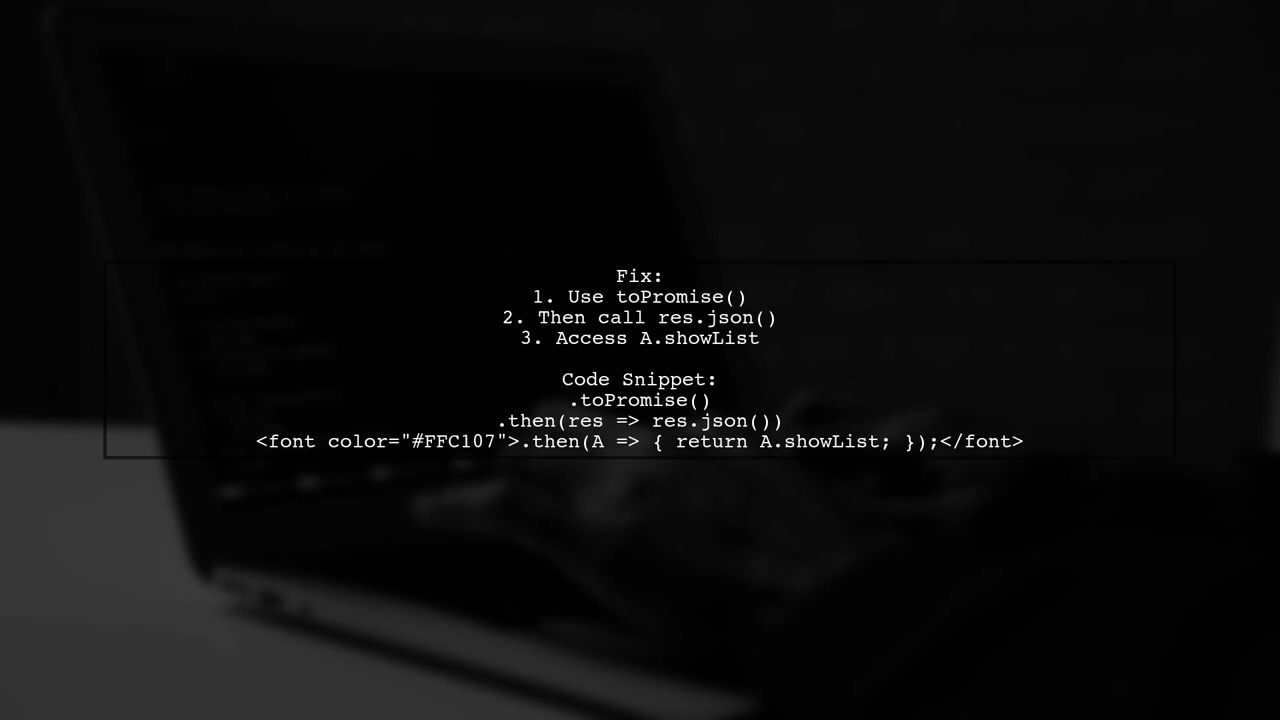 Fix:
1. Use toPromise()
2. Then call res.json()
3. Access A.showList
Code Snippet:
.toPromise()
.then(res => res.json())
<font color="#FFC107">.then(A => { return A.showList; });</font>